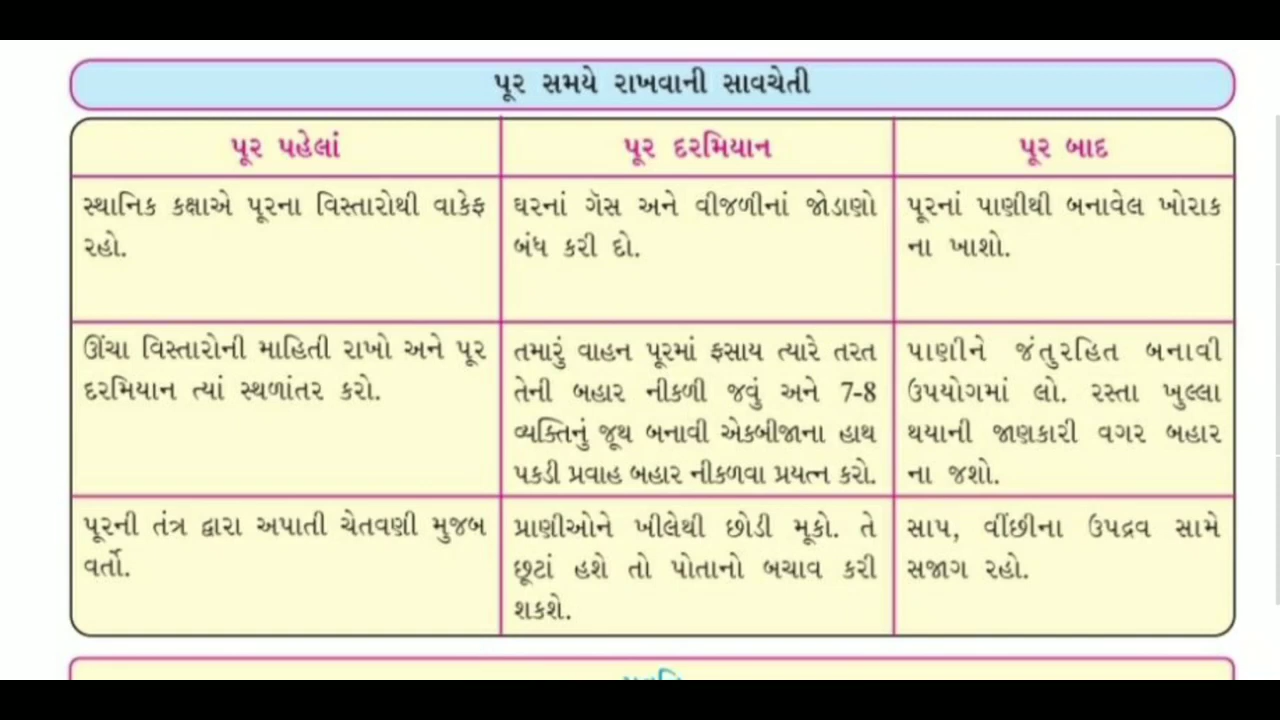 પૂર સમયે રાખવાની સાવચેતી
પૂર પહેલાં
પૂર દરમિયાન
પૂર બાદ
સ્થાનિક કક્ષાએ પૂરના વિસ્તારોથી વાકેફ
રહો.
ઘરનાં ગૅસ અને વીજળીનાં જોડાણો
બંધ કરી દો.
પૂરનાં પાણીથી બનાવેલ ખોરાક
ના ખાશો.
ઊંચા વિસ્તારોની માહિતી રાખો અને પૂર
દરમિયાન ત્યાં સ્થળાંતર કરો.
તમારું વાહન પૂરમાં ફસાય ત્યારે તરત
તેની બહાર નીકળી જવું અને 7-8
વ્યક્તિનું જૂથ બનાવી એકબીજાના હાથ
પકડી પ્રવાહ બહાર નીકળવા પ્રયત્ન કરો.
પાણીને જંતુરહિત બનાવી
ઉપયોગમાં લો. રસ્તા ખુલ્લા
થયાની જાણકારી વગર બહાર
ના જશો.
પૂરની તંત્ર દ્વારા અપાતી ચેતવણી મુજબ
વર્તો.
પ્રાણીઓને ખીલેથી છોડી મૂકો. તે
છૂટાં હશે તો પોતાનો બચાવ કરી
શકશે.
સાપ, વીંછીના ઉપદ્રવ સામે
સજાગ રહો.